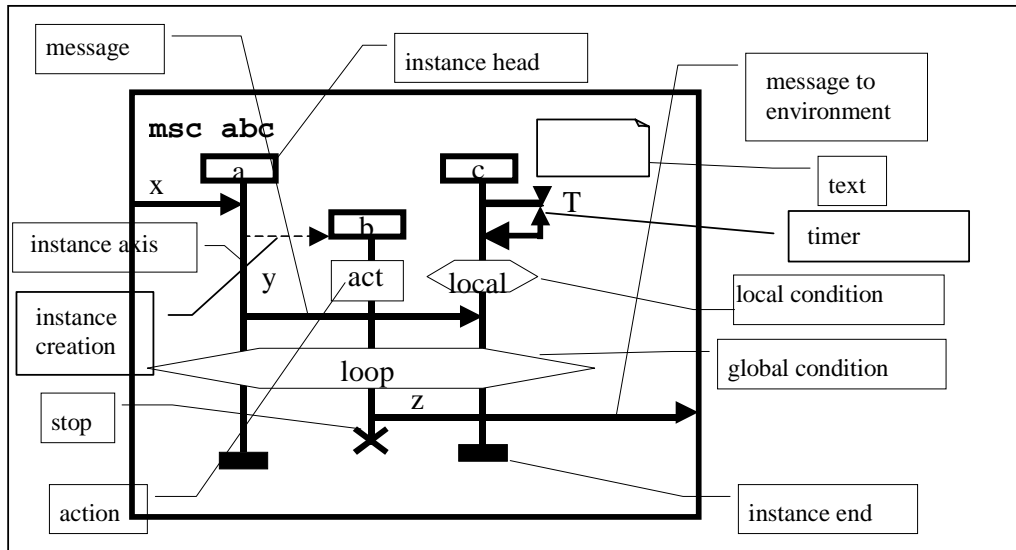 message
instance head
message to
environment
msc abc
a
c
x
T
text
b
instance axis
timer
y
act
local
local condition
instance
creation
loop
global condition
z
stop
action
instance end